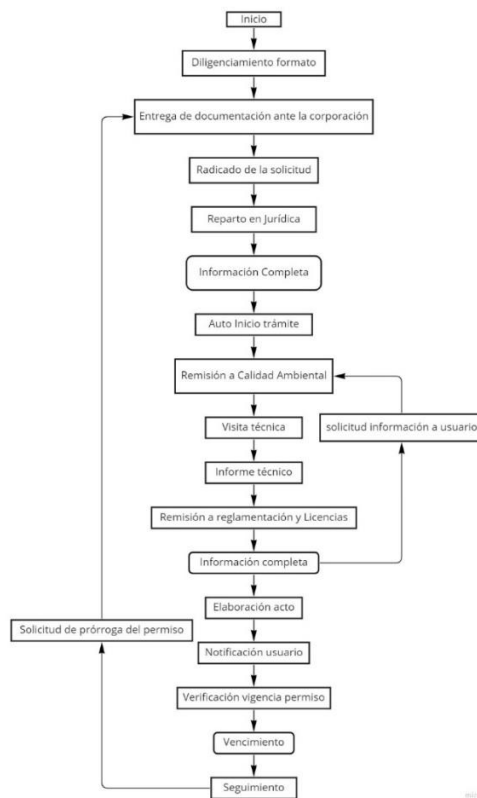 Inicio
Diligenciamiento formato
Entrega de documentación ante la corporación
Radicado de la solicitud
Reparto en Jurídica
Información Completa
Auto Inicio trámite
Remisión a Calidad Ambiental
Visita técnica
solicitud información a usuario
Informe técnico
Remisión a reglamentación y Licencias
Información completa
Elaboración acto
Solicitud de prórroga del permiso
Notificación usuario
Verificación vigencia permiso
Vencimiento
Seguimiento